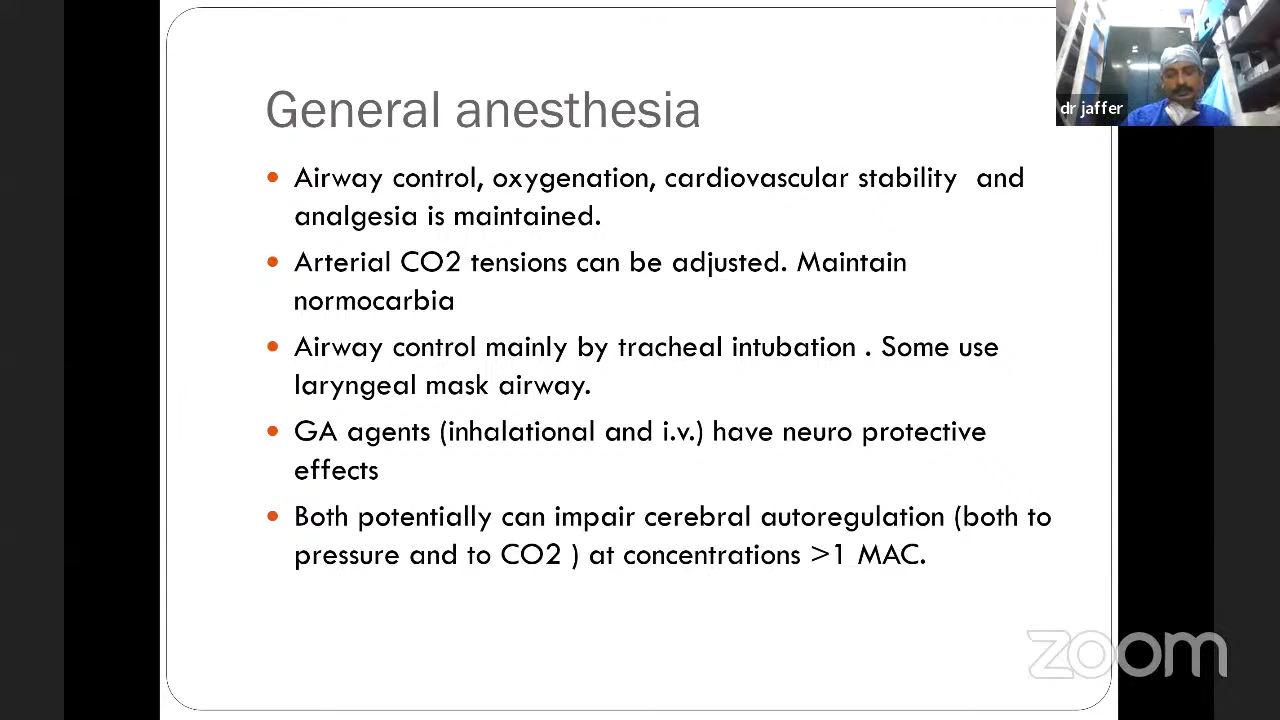 General anesthesia
dr jaffer
• Airway control, oxygenation, cardiovascular stability  and
analgesia is maintained.
• Arterial CO2 tensions can be adjusted. Maintain
normocarbia
• Airway control mainly by tracheal intubation . Some use
laryngeal mask airway.
• GA agents (inhalational and i.v.) have neuro protective
effects
• Both potentially can impair cerebral autoregulation (both to
pressure and to CO2 ) at concentrations >1 MAC.
zoom